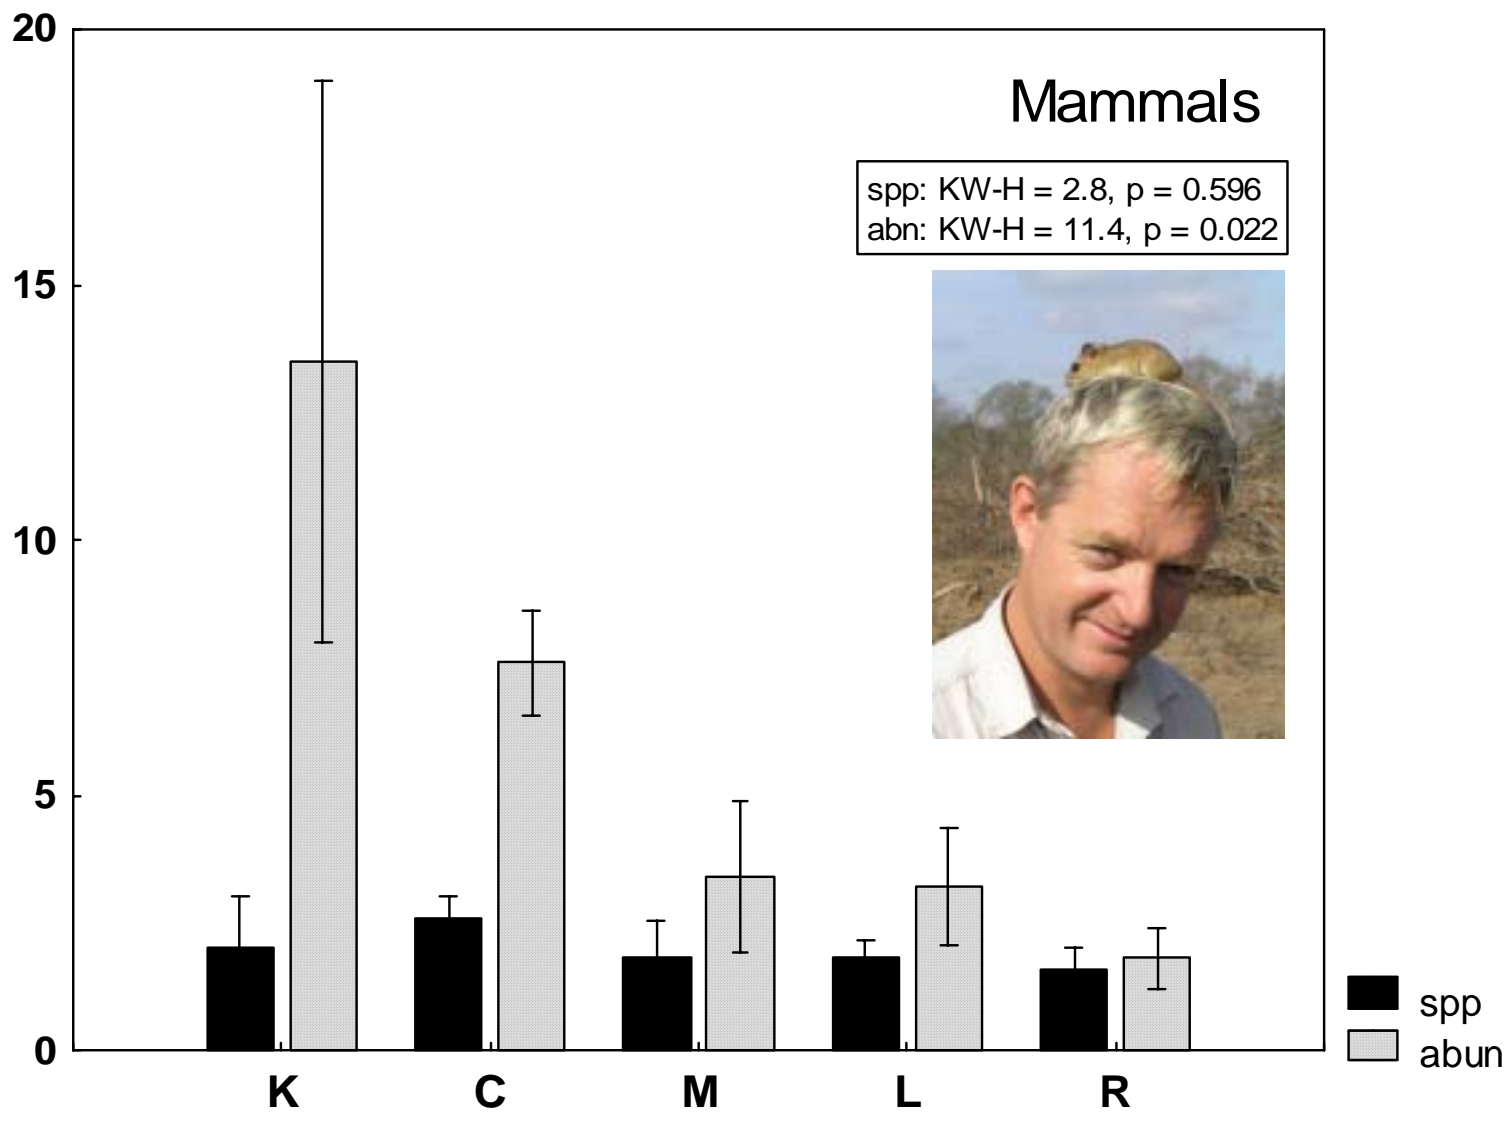 20
Mammals
spp: KW-H = 2.8, p = 0.596
abn: KW-H = 11.4, p = 0.022
15
10
5
0
spp
abun
K C M L R